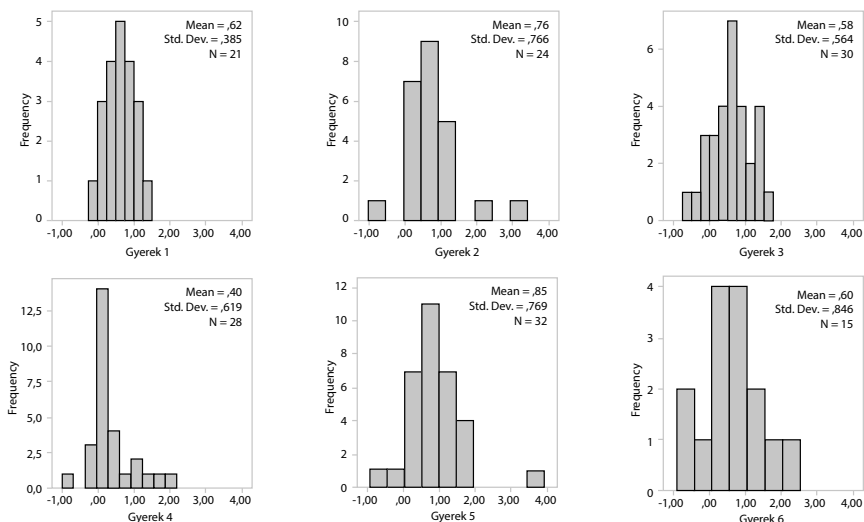 Mean = ,62
Std. Dev. = ,385
N = 21
5
4
3
2
1
0
Frequency
-1,00 ,00 1,00 2,00 3,00 4,00
Gyerek 1
Mean = ,76
Std. Dev. = ,766
N = 24
10
8
6
4
2
0
Frequency
-1,00 ,00 1,00 2,00 3,00 4,00
Gyerek 2
Mean = ,58
Std. Dev. = ,564
N = 30
6
4
2
0
Frequency
-1,00 ,00 1,00 2,00 3,00 4,00
Gyerek 3
Mean = ,40
Std. Dev. = ,619
N = 28
12,5
10,0
7,5
5,0
2,5
0,0
Frequency
-1,00 ,00 1,00 2,00 3,00 4,00
Gyerek 4
Mean = ,85
Std. Dev. = ,769
N = 32
12
10
8
6
4
2
0
Frequency
-1,00 ,00 1,00 2,00 3,00 4,00
Gyerek 5
Mean = ,60
Std. Dev. = ,846
N = 15
4
3
2
1
0
Frequency
-1,00 ,00 1,00 2,00 3,00 4,00
Gyerek 6